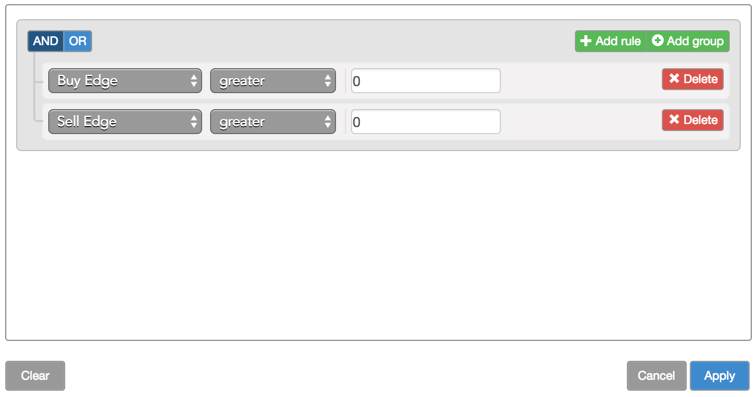 AND OR Add rule Add group
Buy Edge greater 0 Delete
Sell Edge greater 0 Delete
Clear Cancel Apply